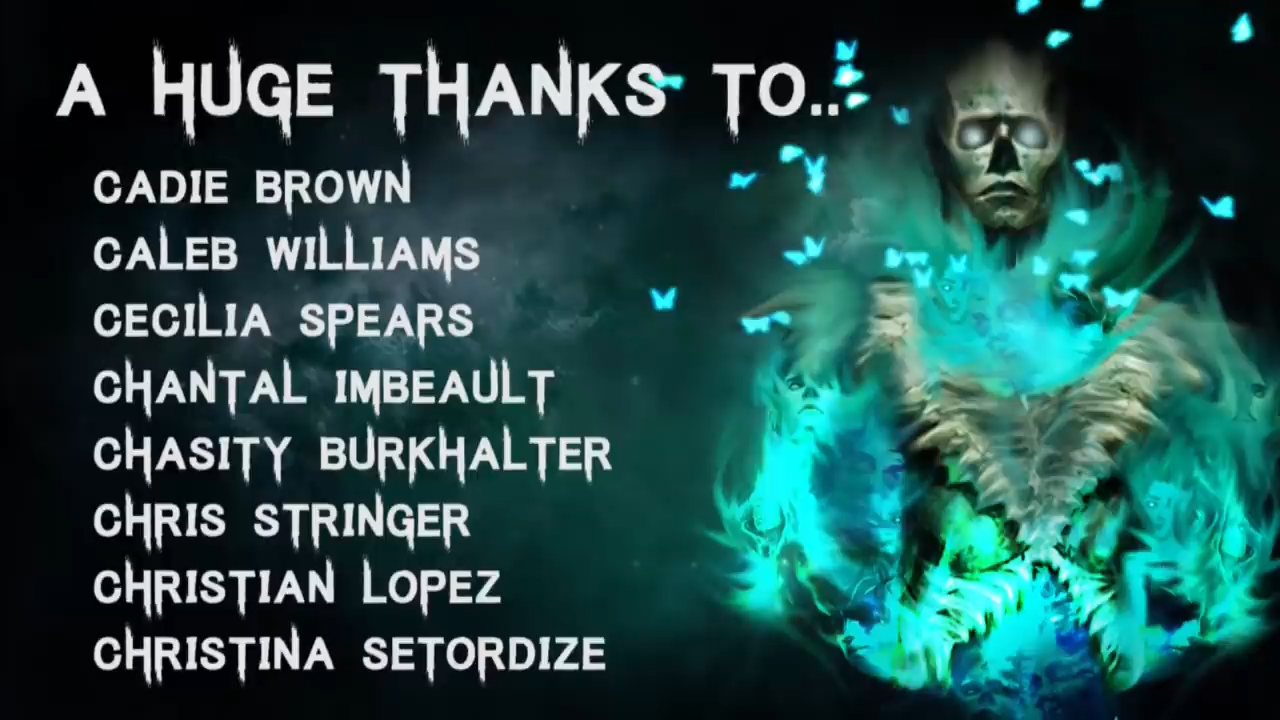 A HUGE THANKS TO..
CADIE BROWN
CALEB WILLIAMS
CECILIA SPEARS
CHANTAL IMBEAULT
CHASITY BURKHALTER
CHRIS STRINGER
CHRISTIAN LOPEZ
CHRISTINA SETORDIZE